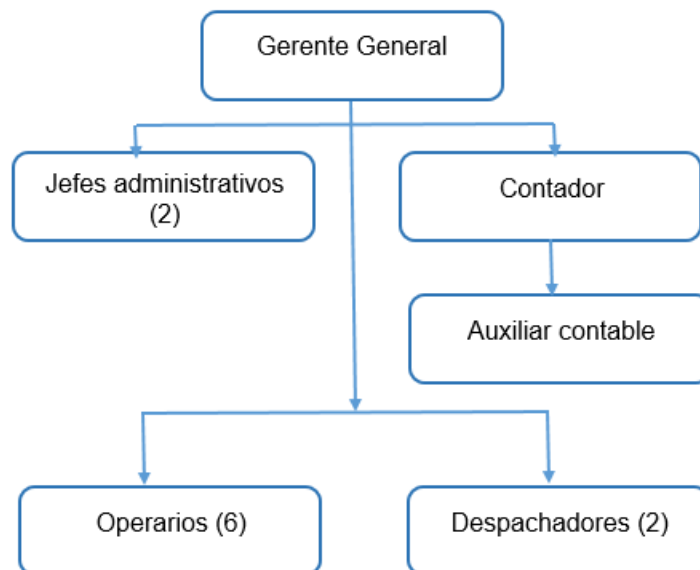 Gerente General
Jefes administrativos
(2)
Contador
Auxiliar contable
Operarios (6)
Despachadores (2)